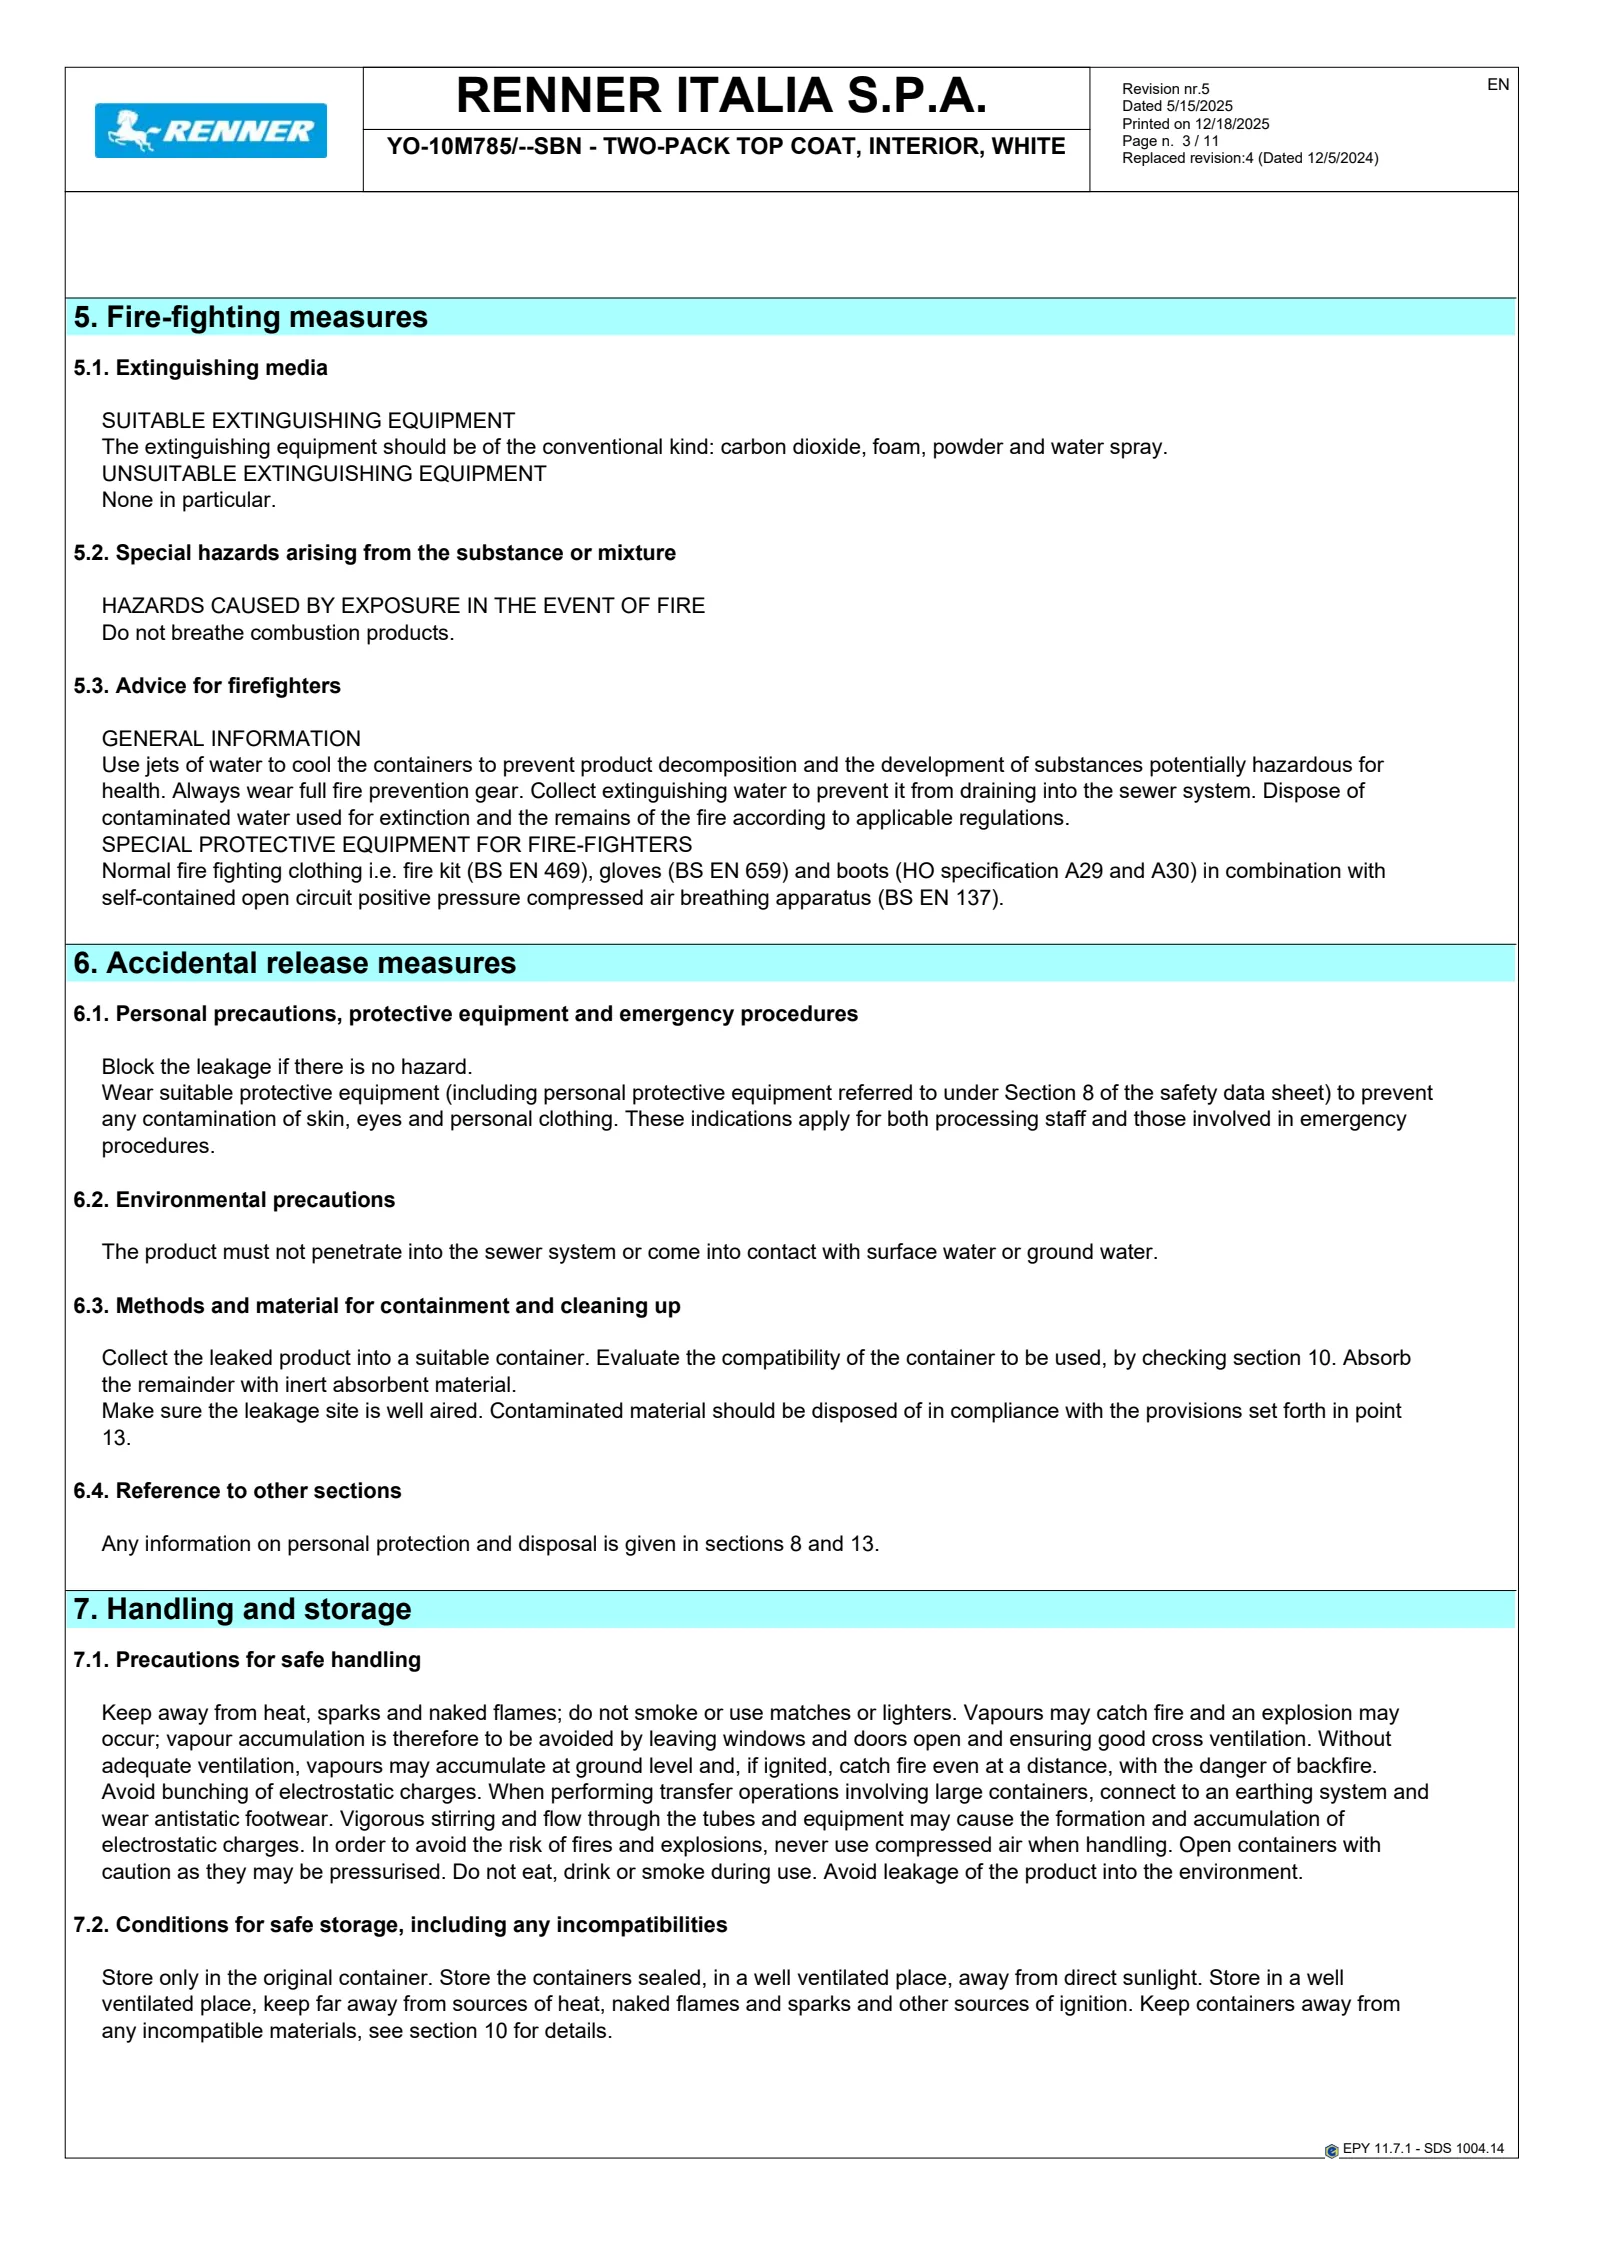 RENNER
RENNER ITALIA S.P.A.
YO-10M785/--SBN - TWO-PACK TOP COAT, INTERIOR, WHITE
Revision nr.5
Dated 5/15/2025
Printed on 12/18/2025
Page n. 3 / 11
Replaced revision:4 (Dated 12/5/2024)
EN
5. Fire-fighting measures
5.1. Extinguishing media
SUITABLE EXTINGUISHING EQUIPMENT
The extinguishing equipment should be of the conventional kind: carbon dioxide, foam, powder and water spray.
UNSUITABLE EXTINGUISHING EQUIPMENT
None in particular.
5.2. Special hazards arising from the substance or mixture
HAZARDS CAUSED BY EXPOSURE IN THE EVENT OF FIRE
Do not breathe combustion products.
5.3. Advice for firefighters
GENERAL INFORMATION
Use jets of water to cool the containers to prevent product decomposition and the development of substances potentially hazardous for
health. Always wear full fire prevention gear. Collect extinguishing water to prevent it from draining into the sewer system. Dispose of
contaminated water used for extinction and the remains of the fire according to applicable regulations.
SPECIAL PROTECTIVE EQUIPMENT FOR FIRE-FIGHTERS
Normal fire fighting clothing i.e. fire kit (BS EN 469), gloves (BS EN 659) and boots (HO specification A29 and A30) in combination with
self-contained open circuit positive pressure compressed air breathing apparatus (BS EN 137).
6. Accidental release measures
6.1. Personal precautions, protective equipment and emergency procedures
Block the leakage if there is no hazard.
Wear suitable protective equipment (including personal protective equipment referred to under Section 8 of the safety data sheet) to prevent
any contamination of skin, eyes and personal clothing. These indications apply for both processing staff and those involved in emergency
procedures.
6.2. Environmental precautions
The product must not penetrate into the sewer system or come into contact with surface water or ground water.
6.3. Methods and material for containment and cleaning up
Collect the leaked product into a suitable container. Evaluate the compatibility of the container to be used, by checking section 10. Absorb
the remainder with inert absorbent material.
Make sure the leakage site is well aired. Contaminated material should be disposed of in compliance with the provisions set forth in point
13.
6.4. Reference to other sections
Any information on personal protection and disposal is given in sections 8 and 13.
7. Handling and storage
7.1. Precautions for safe handling
Keep away from heat, sparks and naked flames; do not smoke or use matches or lighters. Vapours may catch fire and an explosion may
occur; vapour accumulation is therefore to be avoided by leaving windows and doors open and ensuring good cross ventilation. Without
adequate ventilation, vapours may accumulate at ground level and, if ignited, catch fire even at a distance, with the danger of backfire.
Avoid bunching of electrostatic charges. When performing transfer operations involving large containers, connect to an earthing system and
wear antistatic footwear. Vigorous stirring and flow through the tubes and equipment may cause the formation and accumulation of
electrostatic charges. In order to avoid the risk of fires and explosions, never use compressed air when handling. Open containers with
caution as they may be pressurised. Do not eat, drink or smoke during use. Avoid leakage of the product into the environment.
7.2. Conditions for safe storage, including any incompatibilities
Store only in the original container. Store the containers sealed, in a well ventilated place, away from direct sunlight. Store in a well
ventilated place, keep far away from sources of heat, naked flames and sparks and other sources of ignition. Keep containers away from
any incompatible materials, see section 10 for details.
EPY 11.7.1 - SDS 1004.14